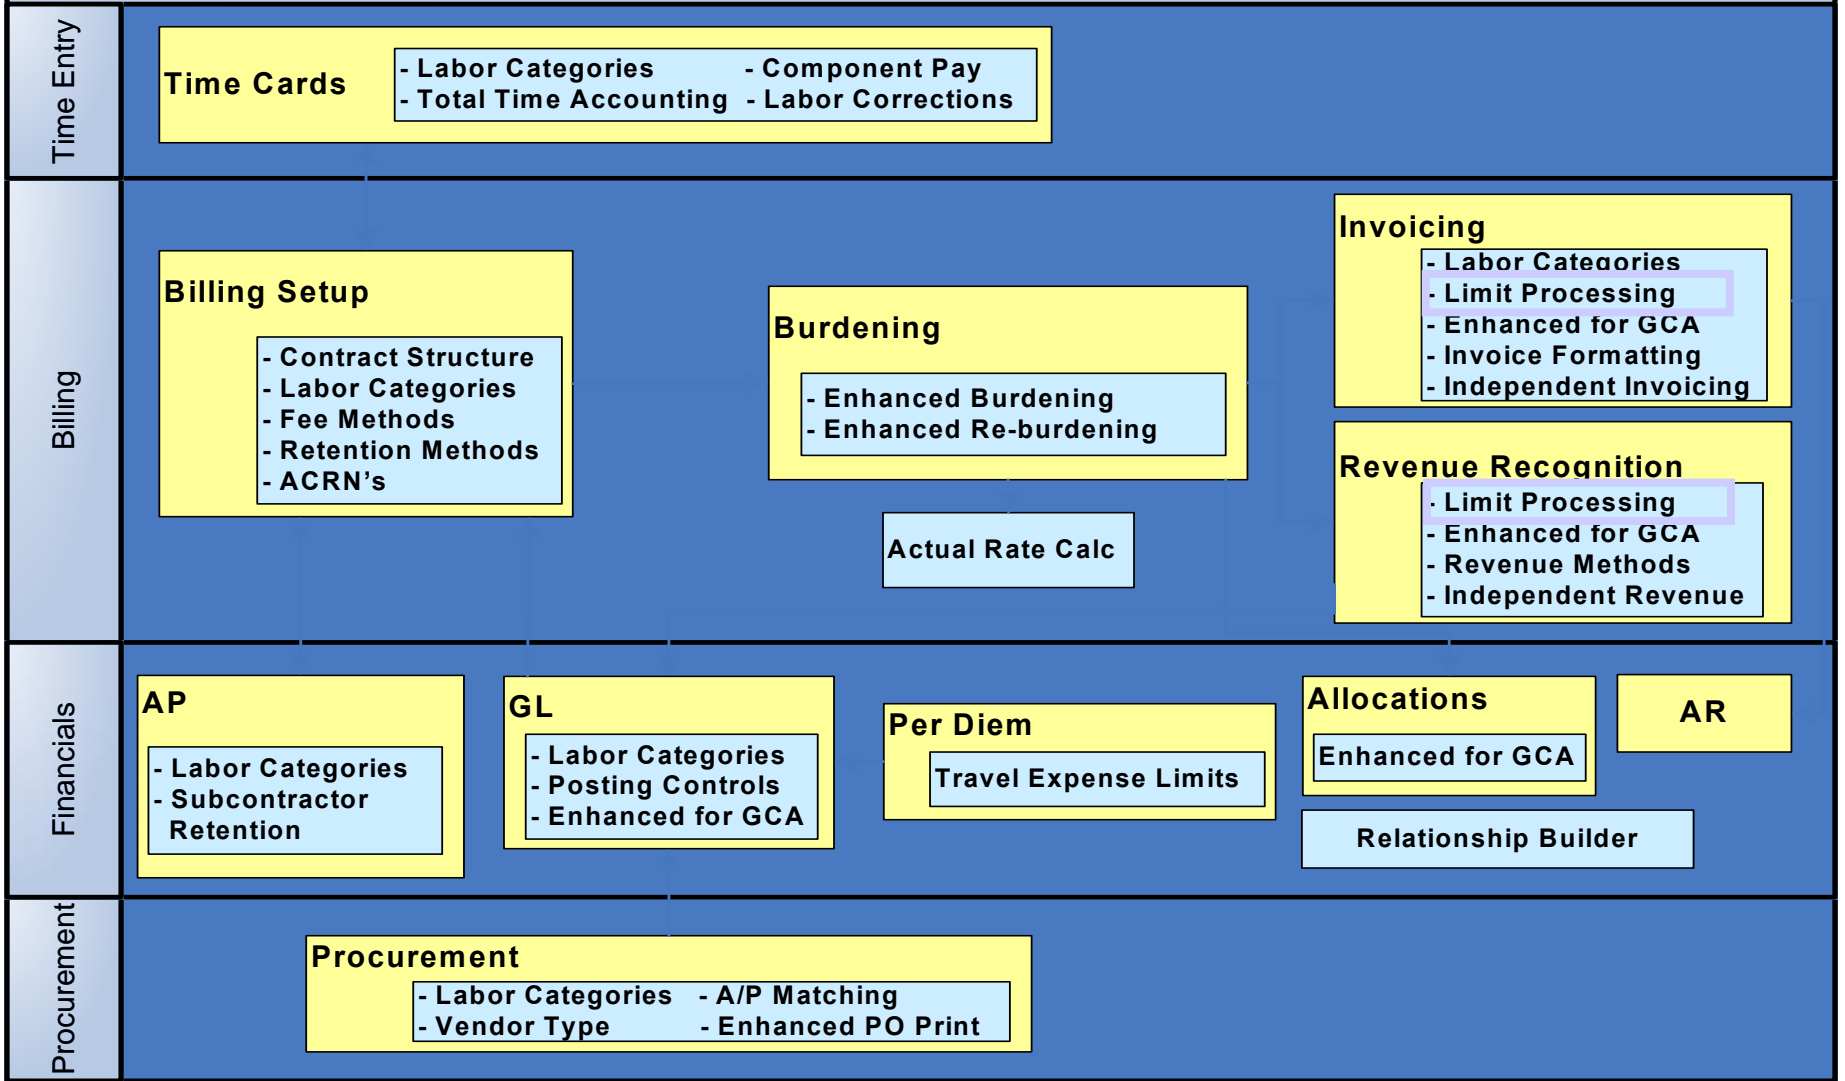 Time Entry
Time Cards
- Labor Categories - Component Pay
- Total Time Accounting - Labor Corrections
Billing
Billing Setup
- Contract Structure
- Labor Categories
- Fee Methods
- Retention Methods
- ACRN's
Burdening
- Enhanced Burdening
- Enhanced Re-burdening
Actual Rate Calc
Invoicing
- Labor Categories
- Limit Processing
- Enhanced for GCA
- Invoice Formatting
- Independent Invoicing
Revenue Recognition
- Limit Processing
- Enhanced for GCA
- Revenue Methods
- Independent Revenue
Financials
AP
- Labor Categories
- Subcontractor
Retention
GL
- Labor Categories
- Posting Controls
- Enhanced for GCA
Per Diem
Travel Expense Limits
Allocations
Enhanced for GCA
AR
Relationship Builder
Procurement
Procurement
- Labor Categories - A/P Matching
- Vendor Type - Enhanced PO Print